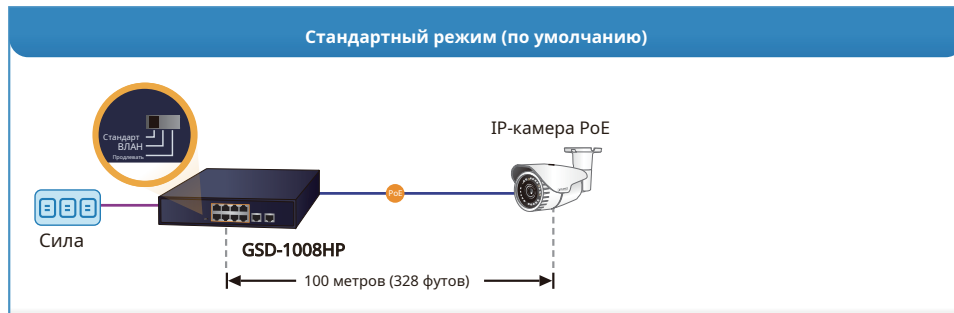 Стандартный режим (по умолчанию)
Стандарт
ВЛАН
Продлевать
IP-камера PoE
PoE
Сила
GSD-1008HP
100 метров (328 футов)